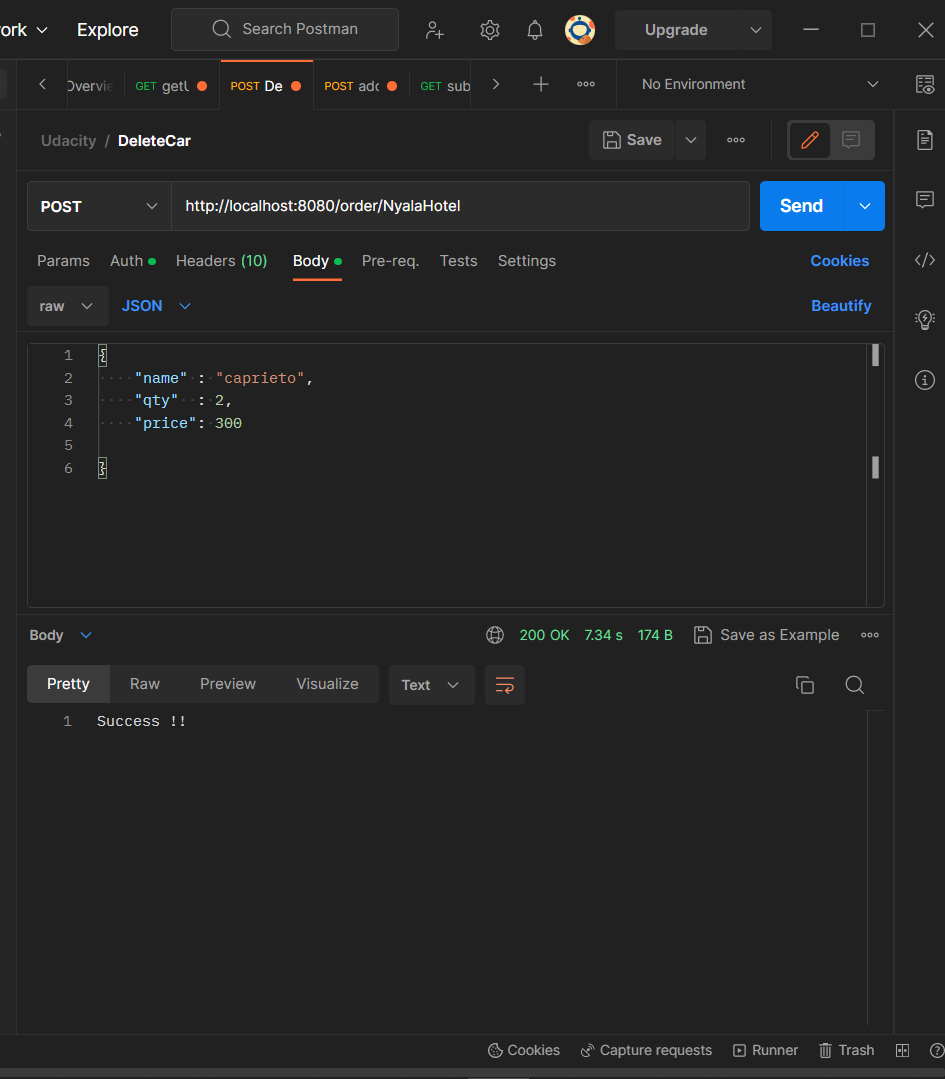 ork Explore Search Postman Upgrade
Overvie GET getU POST De POST add GET sub No Environment
Udacity / DeleteCar Save
POST http://localhost:8080/order/NyalaHotel Send
Params Auth Headers (10) Body Pre-req. Tests Settings Cookies
raw JSON Beautify
1 {
2 "name" : "caprieto",
3 "qty" : 2,
4 "price": 300
5
6 }
Body 200 OK 7.34 s 174 B Save as Example
Pretty Raw Preview Visualize Text
1 Success !!
Cookies Capture requests Runner Trash